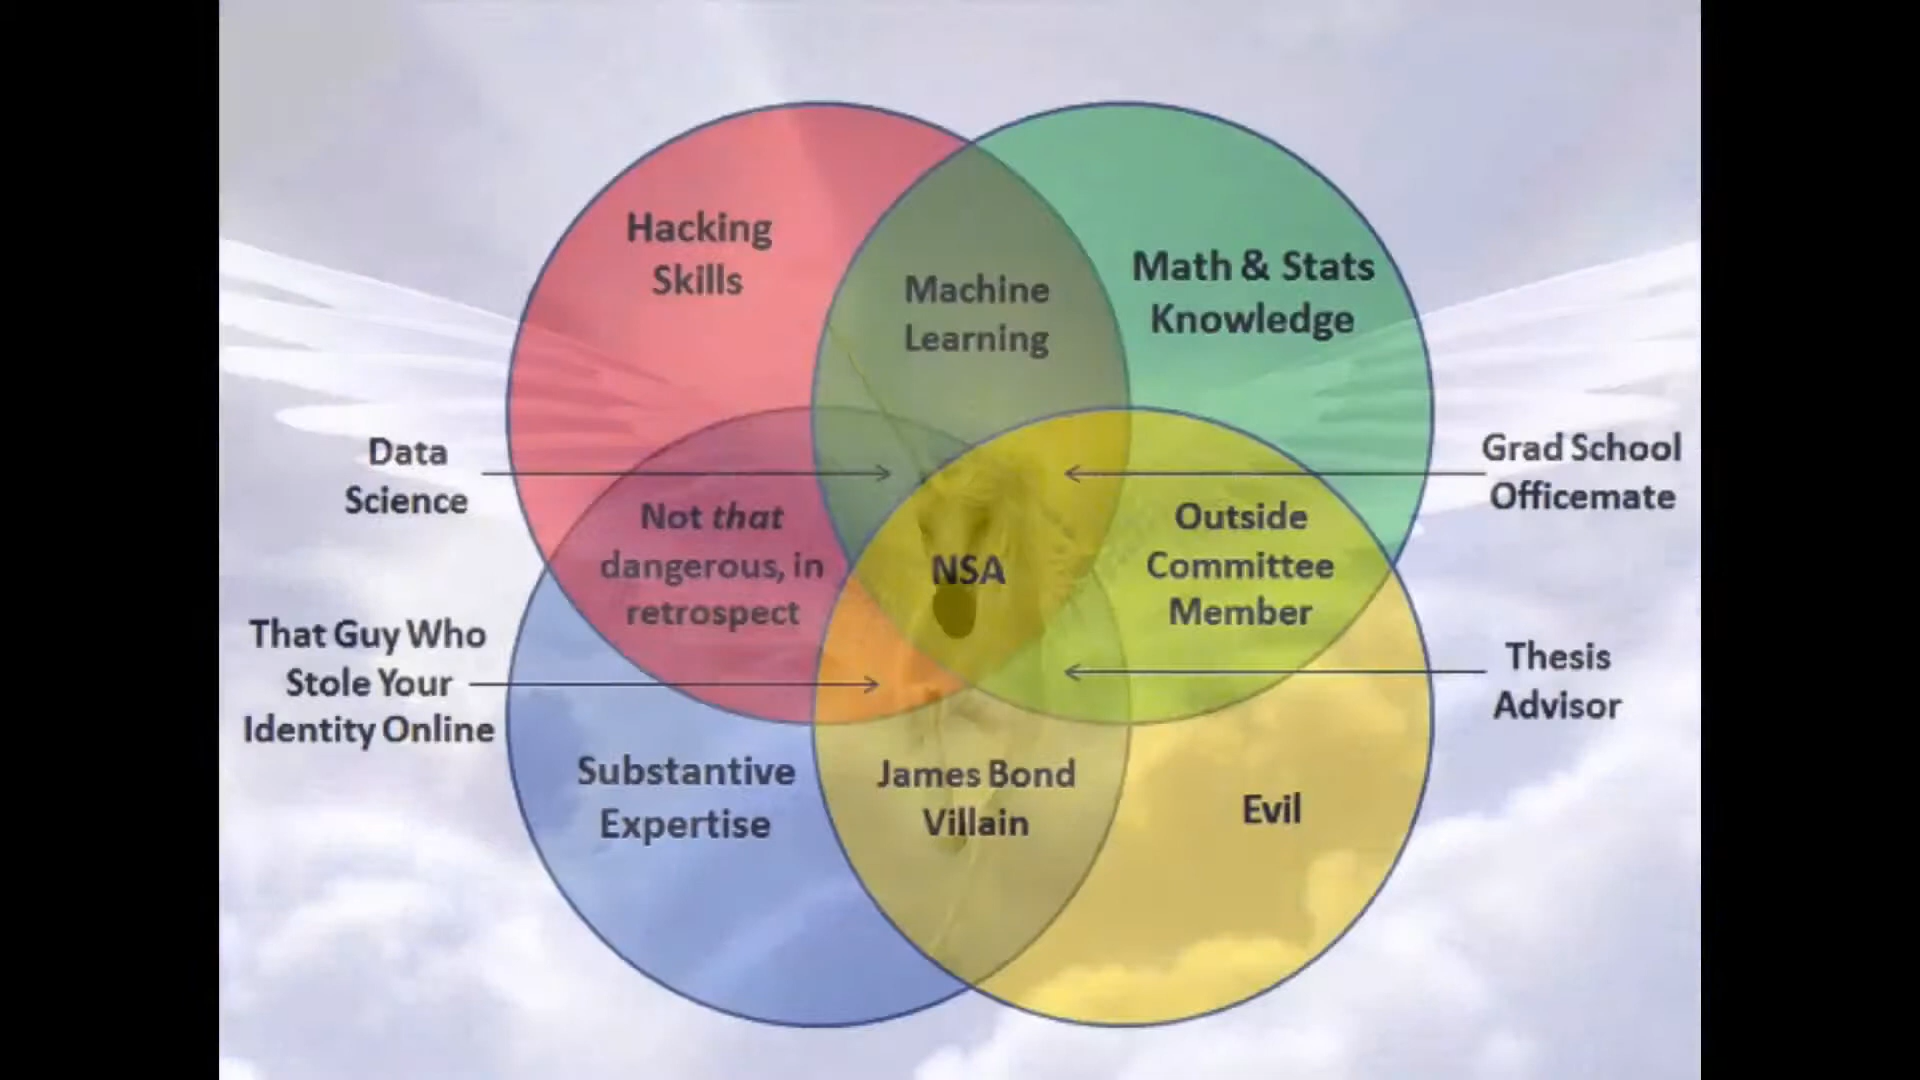 Hacking
Skills
Math & Stats
Knowledge
Machine
Learning
Data
Science
Grad School
Officemate
Not that
dangerous, in
retrospect
NSA
Outside
Committee
Member
That Guy Who
Stole Your
Identity Online
Thesis
Advisor
Substantive
Expertise
James Bond
Villain
Evil